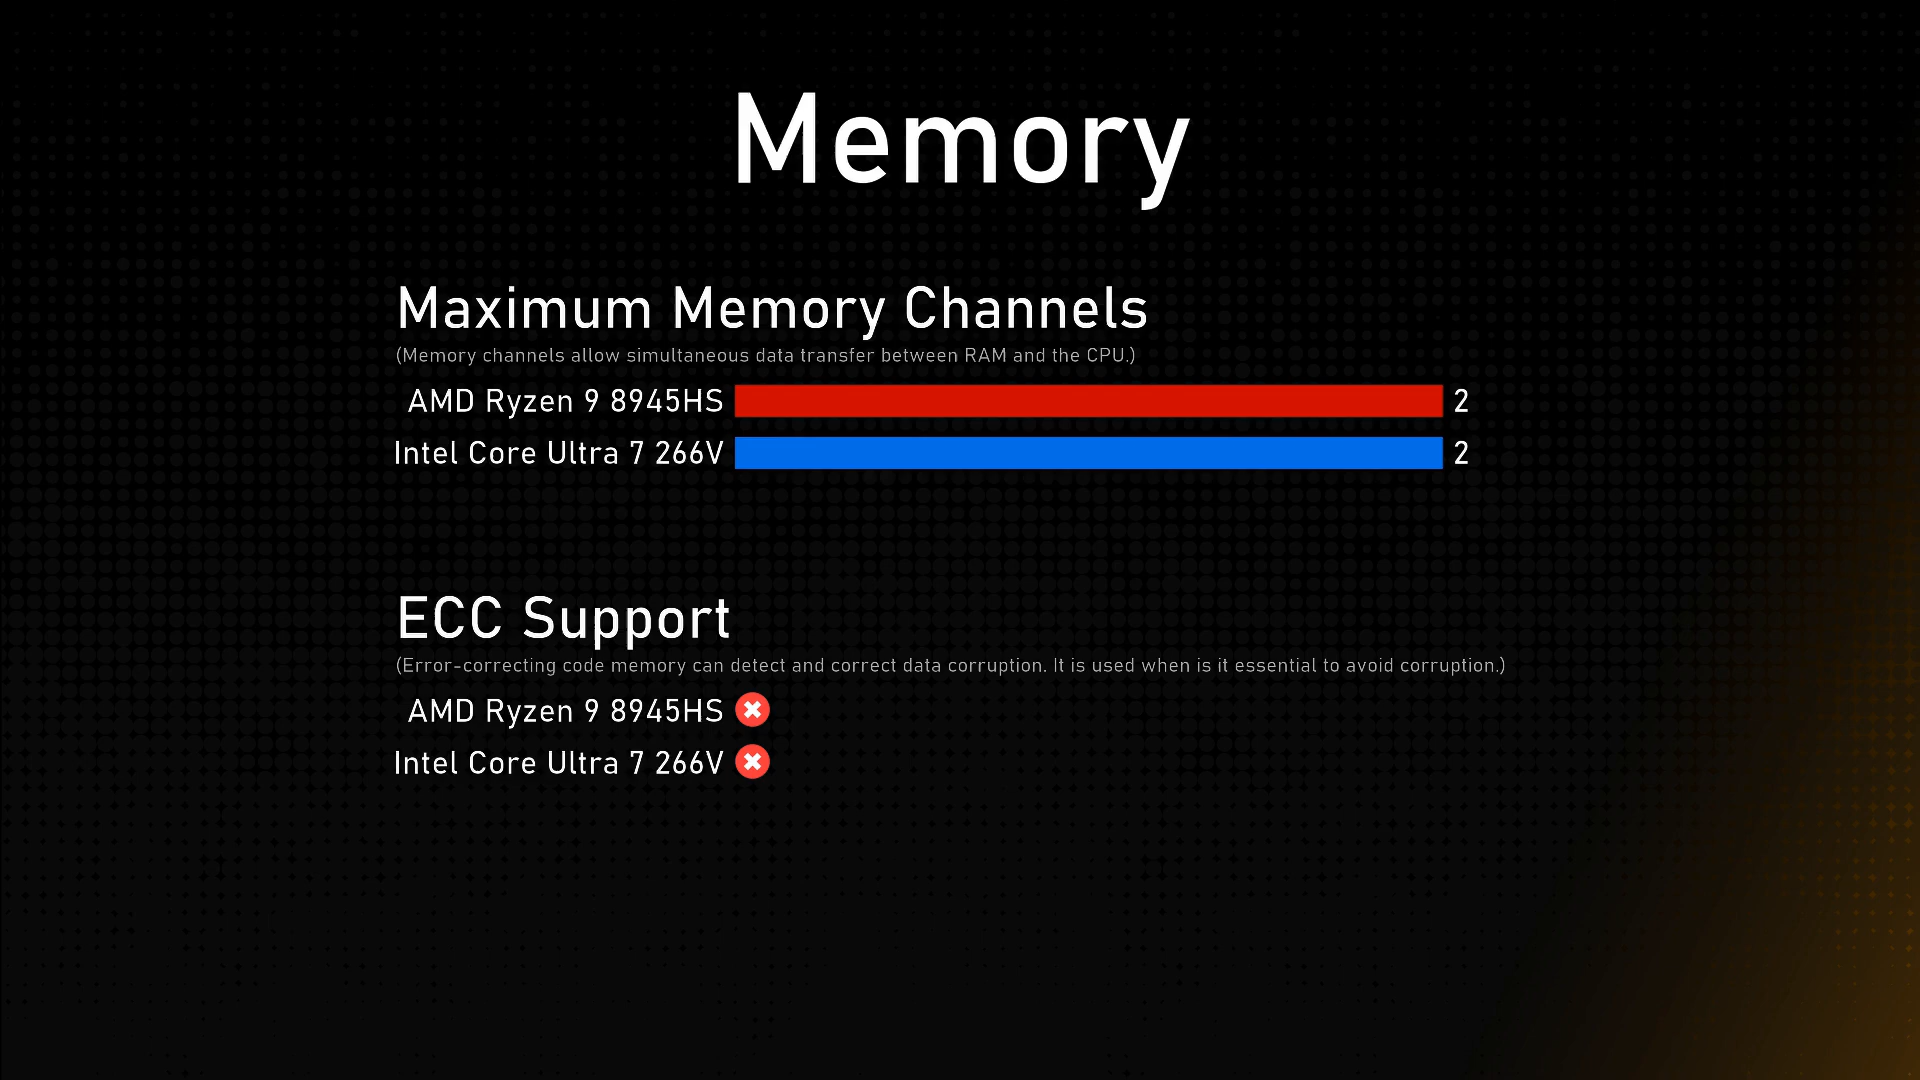 Memory
Maximum Memory Channels
(Memory channels allow simultaneous data transfer between RAM and the CPU.)
AMD Ryzen 9 8945HS 2
Intel Core Ultra 7 266V 2
ECC Support
(Error-correcting code memory can detect and correct data corruption. It is used when is it essential to avoid corruption.)
AMD Ryzen 9 8945HS
Intel Core Ultra 7 266V